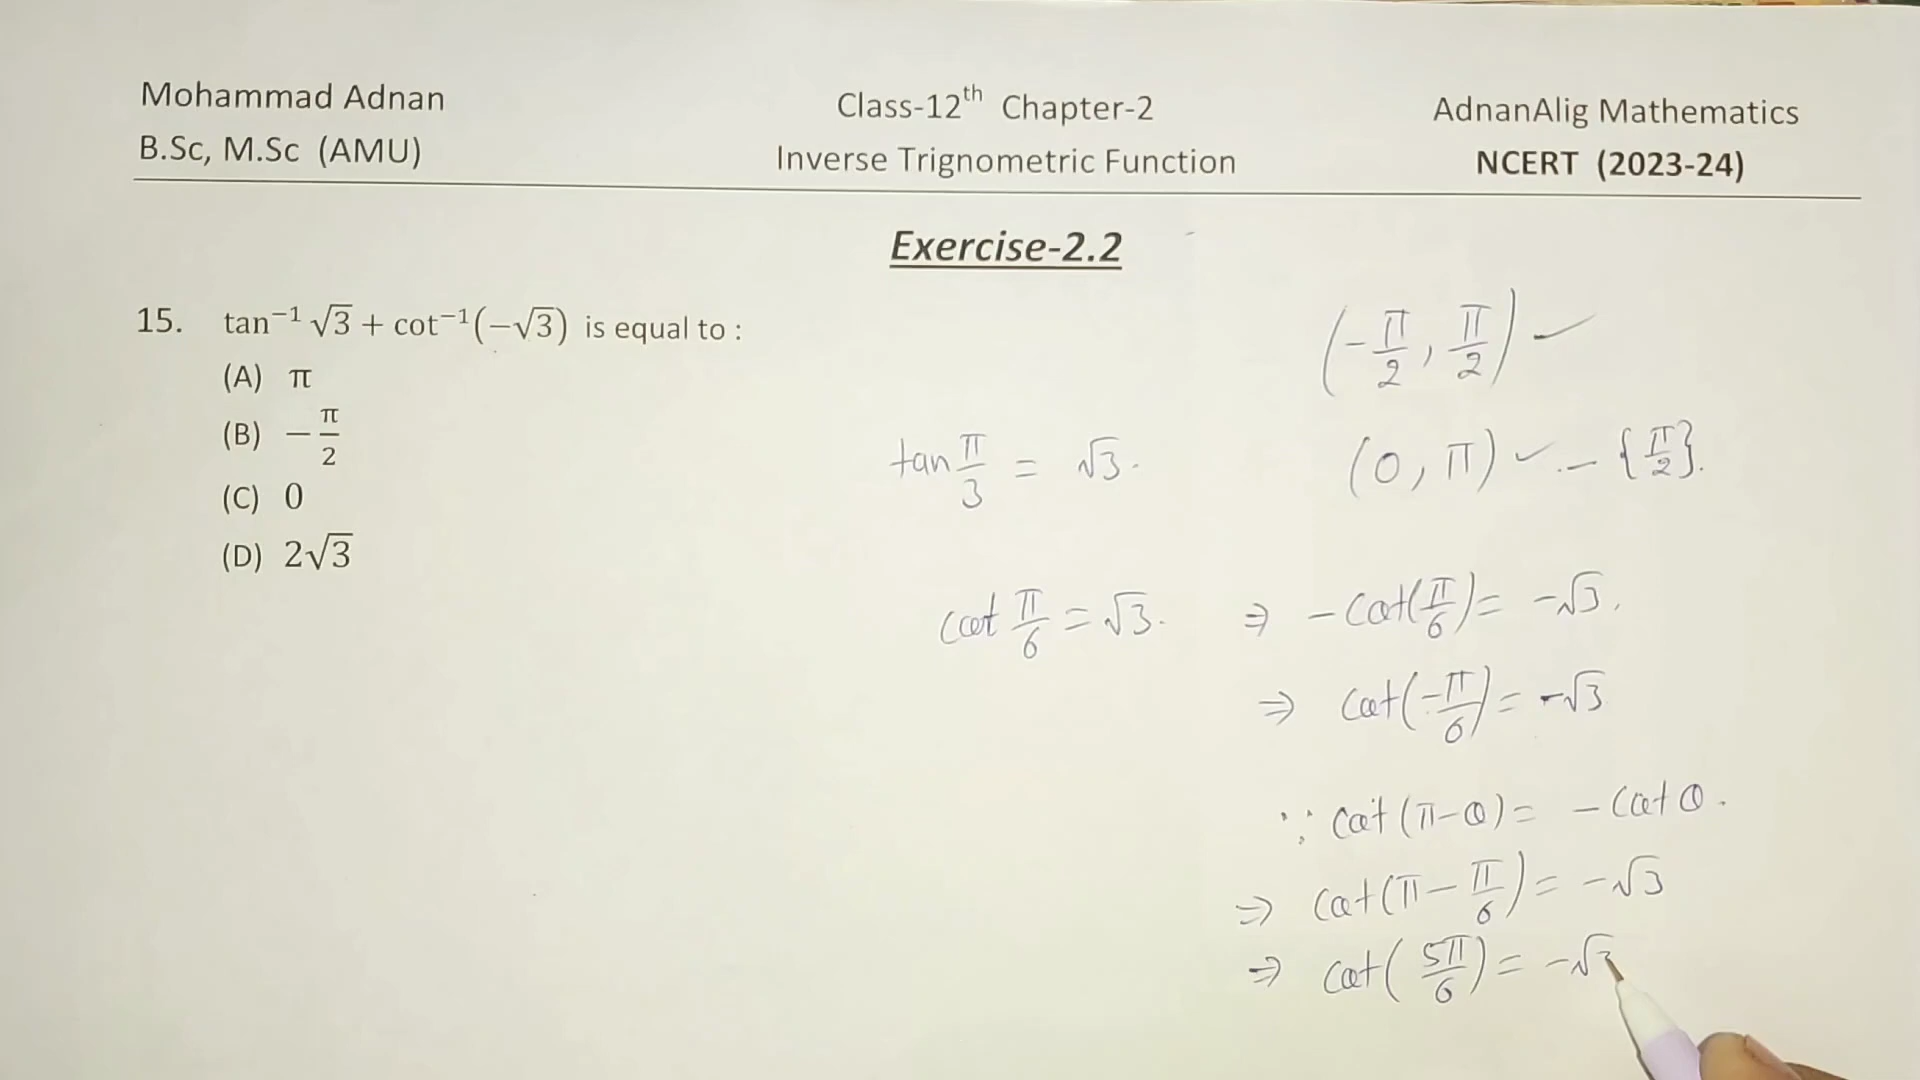 Mohammad Adnan
B.Sc, M.Sc (AMU)
Class-12th Chapter-2
Inverse Trignometric Function
AdnanAlig Mathematics
NCERT (2023-24)
Exercise-2.2
15. tan⁻¹ √3 + cot⁻¹(−√3) is equal to :
(A) π
(B) −π/2
(C) 0
(D) 2√3
(-π/2, π/2) ✓
(0, π) ✓ - {π/2}.
tan π/3 = √3.
cot π/6 = √3. ⇒ -cot(π/6) = -√3.
⇒ cot(-π/6) = -√3
∵ cot(π-θ) = -cot θ.
⇒ cot(π - π/6) = -√3
⇒ cot(5π/6) = -√3